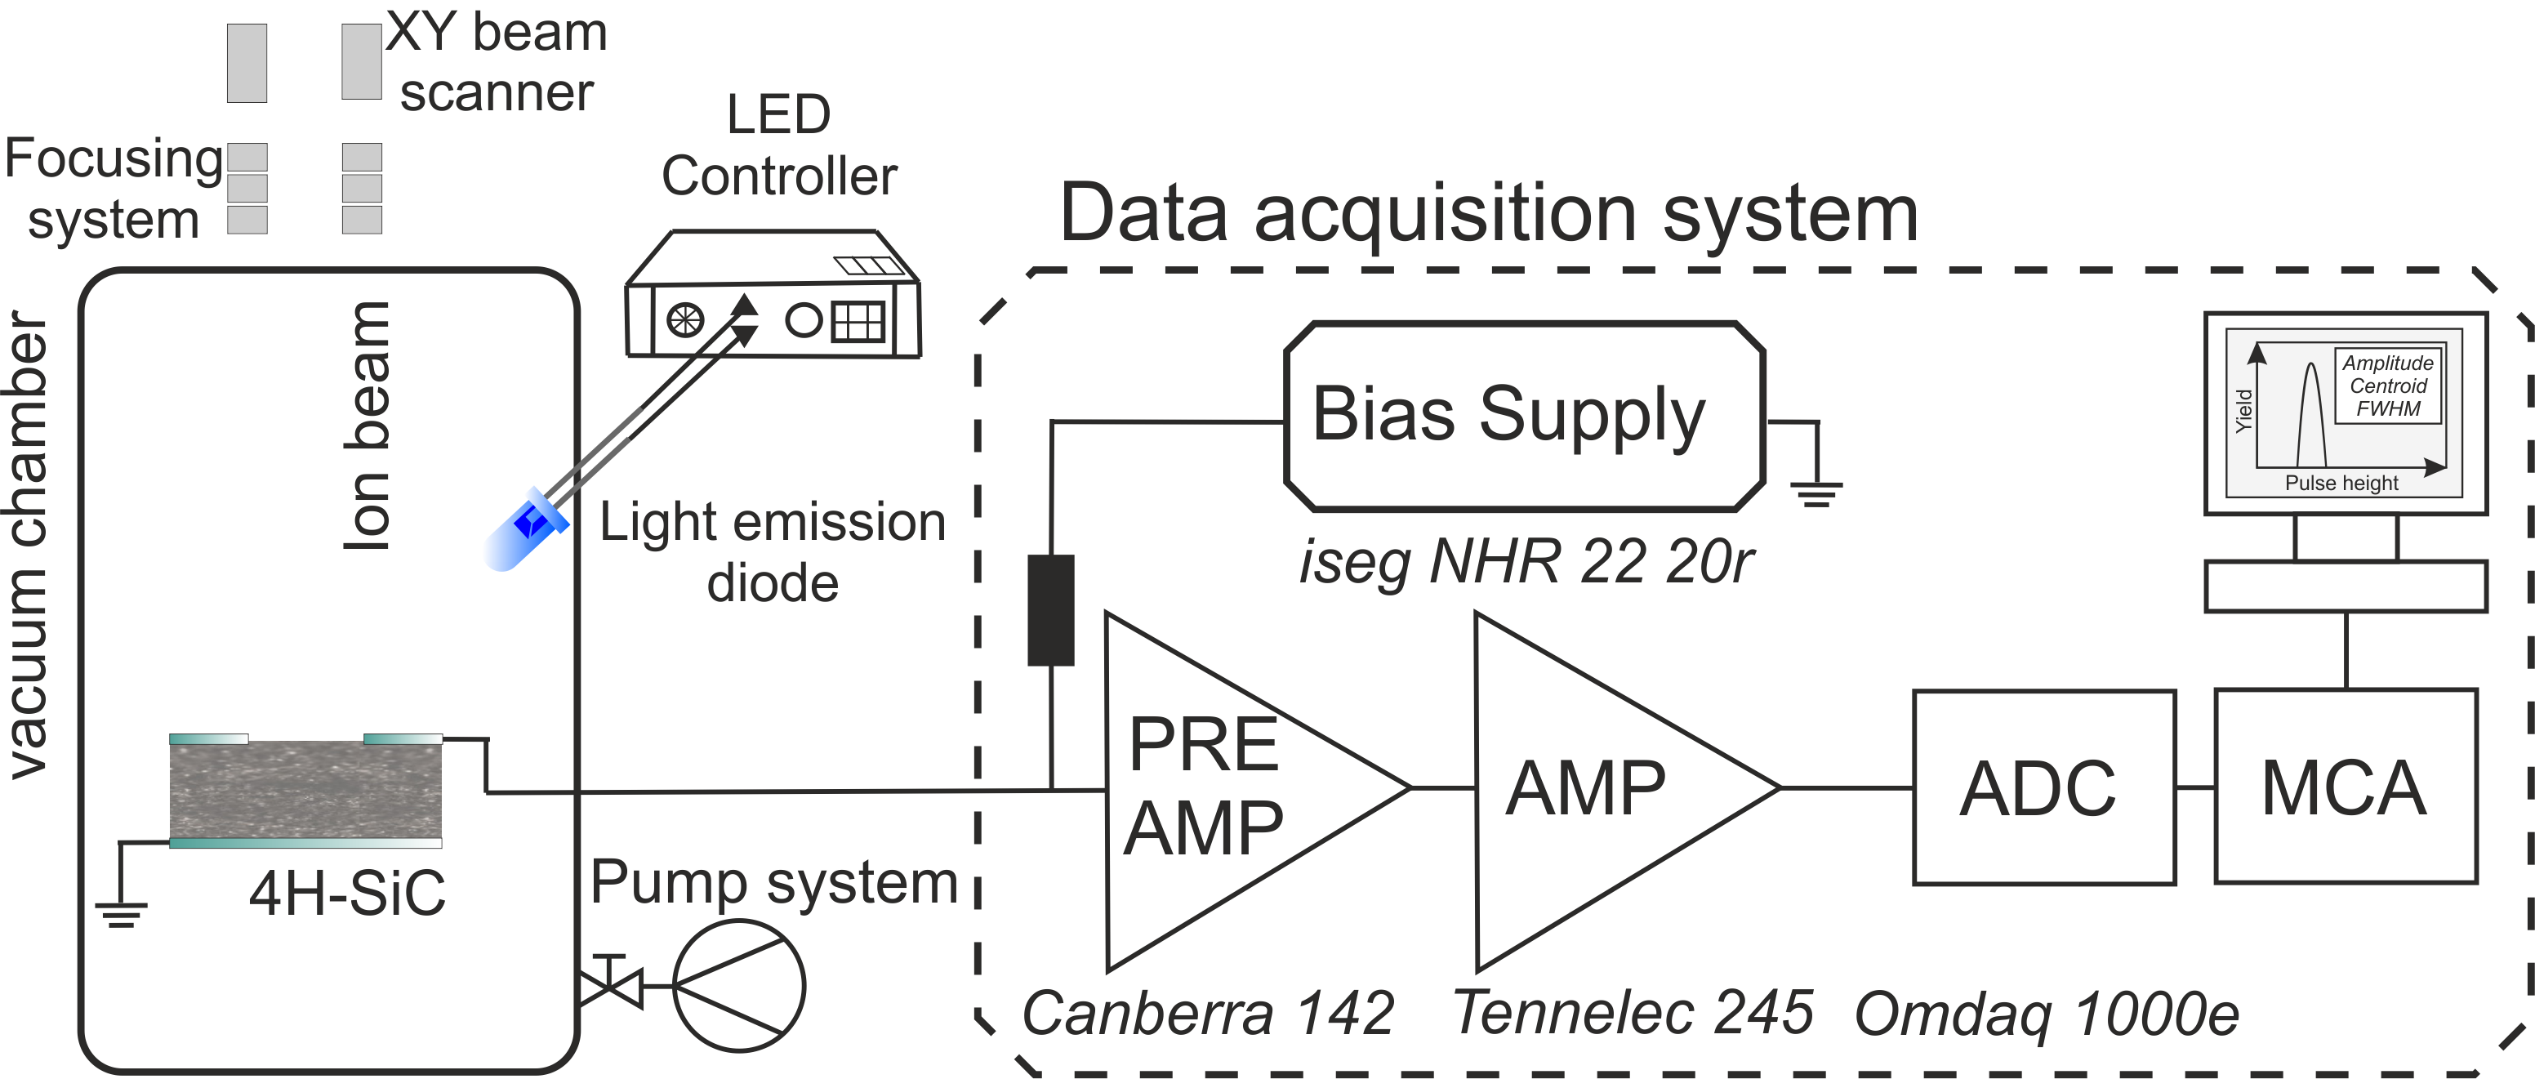 XY beam
scanner
Focusing
system
LED
Controller
Data acquisition system
vacuum chamber
Ion beam
Light emission
diode
Bias Supply
iseg NHR 22 20r
Amplitude
Centroid
FWHM
Yield
Pulse height
PRE
AMP
AMP
ADC
MCA
4H-SiC
Pump system
Canberra 142
Tennelec 245
Omdaq 1000e